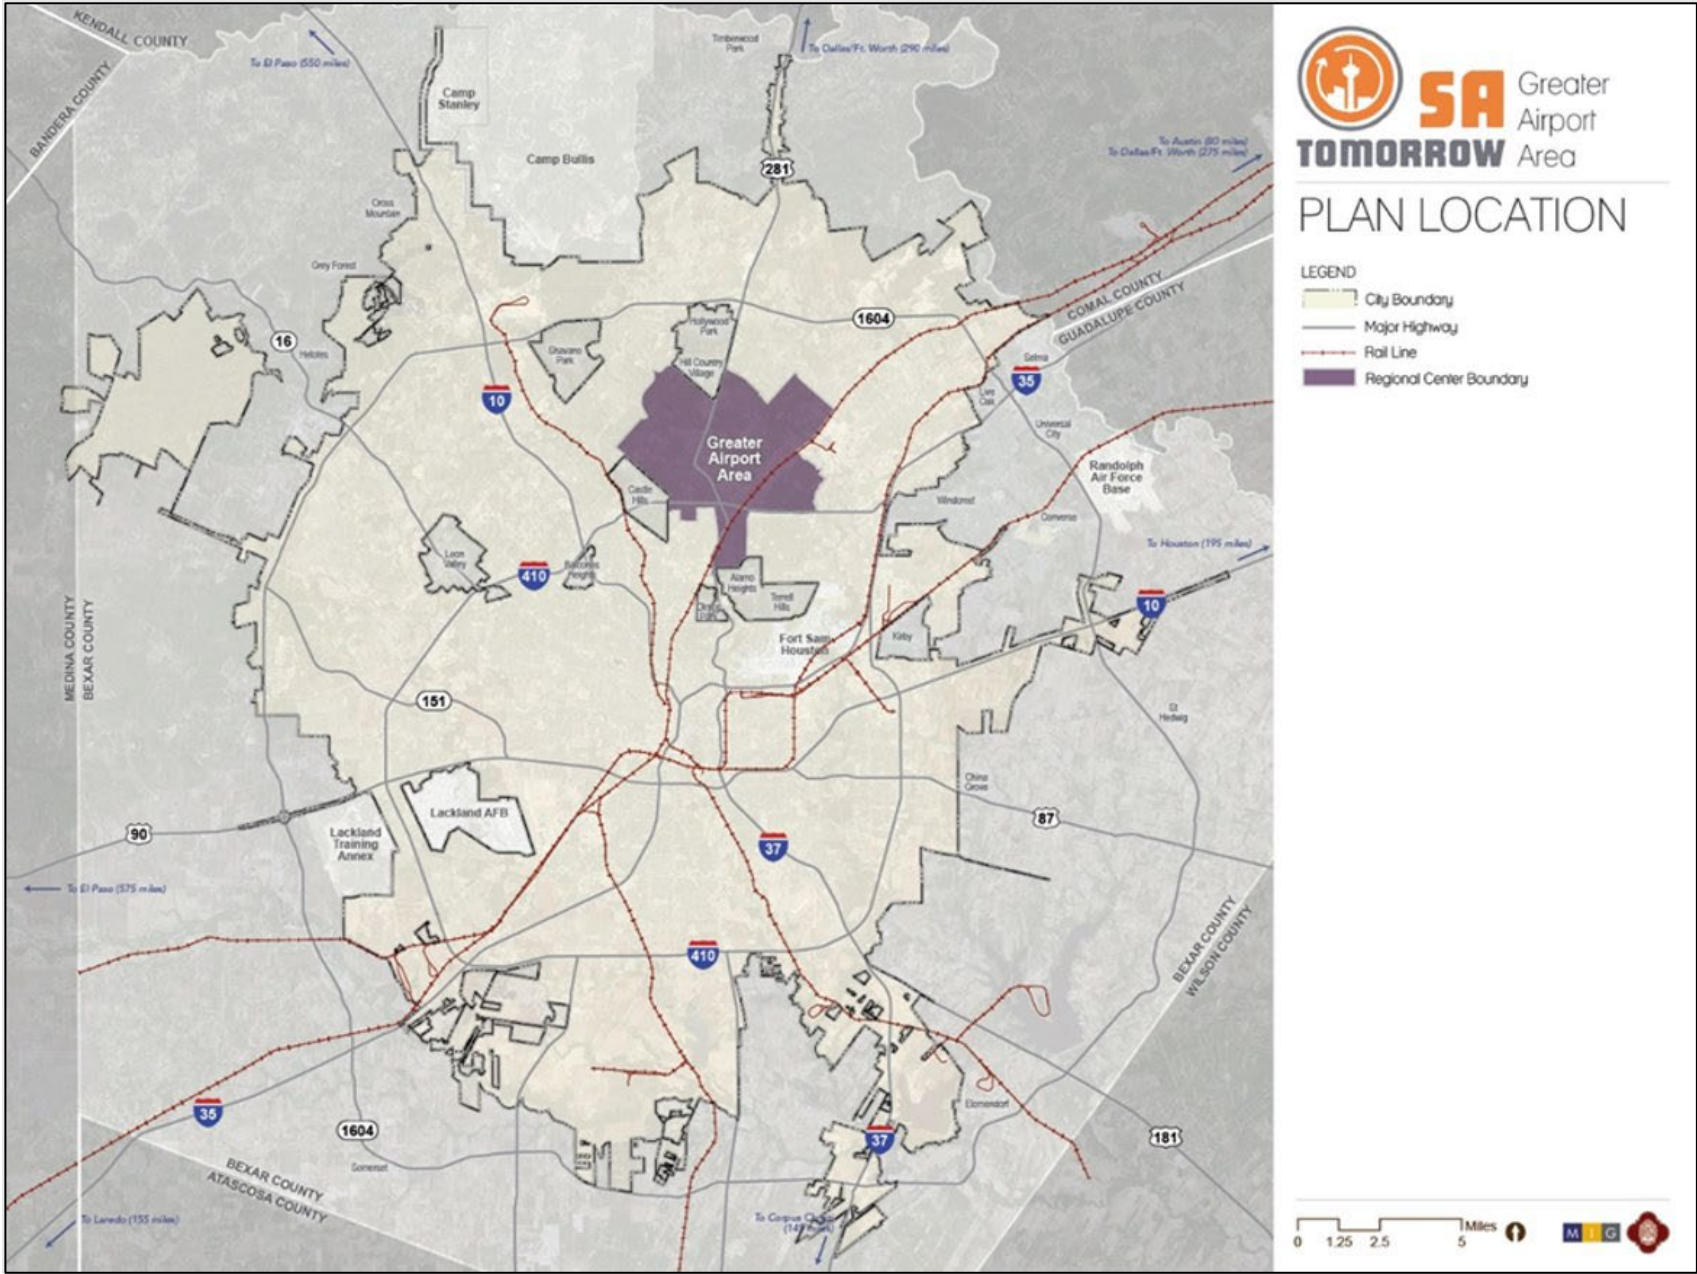 KENDALL COUNTY
BANDERA COUNTY
To El Paso (550 miles)
Timberwood
Park
To Dallas/Ft. Worth (290 miles)
Camp
Stanley
Camp Bullis
281
To Austin (80 miles)
To Dallas/Ft. Worth (275 miles)
Cross
Mountain
Grey Forest
COMAL COUNTY
GUADALUPE COUNTY
16
Helotes
Shavano
Park
Hollywood
Park
Hill Country
Village
1604
Selma
35
Live
Oak
Universal
City
10
Greater
Airport
Area
Castle
Hills
Randolph
Air Force
Base
Windcrest
Converse
To Houston (195 miles)
Leon
Valley
410
Balcones
Heights
Alamo
Heights
Olmos
Park
Terrell
Hills
10
Fort Sam
Houston
Kirby
MEDINA COUNTY
BEXAR COUNTY
151
St
Hedwig
China
Grove
Lackland AFB
Lackland
Training
Annex
90
87
37
To El Paso (575 miles)
410
BEXAR COUNTY
WILSON COUNTY
35
1604
Somerset
Elmendorf
37
181
BEXAR COUNTY
ATASCOSA COUNTY
To Laredo (155 miles)
To Corpus
SA
TOMORROW
Greater
Airport
Area
PLAN LOCATION
LEGEND
City Boundary
Major Highway
Rail Line
Regional Center Boundary
Miles
0 1.25 2.5 5
M I G